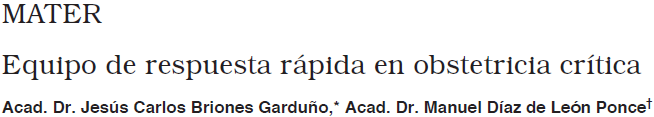 MATER
Equipo de respuesta rápida en obstetricia crítica
Acad. Dr. Jesús Carlos Briones Garduño,* Acad. Dr. Manuel Díaz de León Ponce†